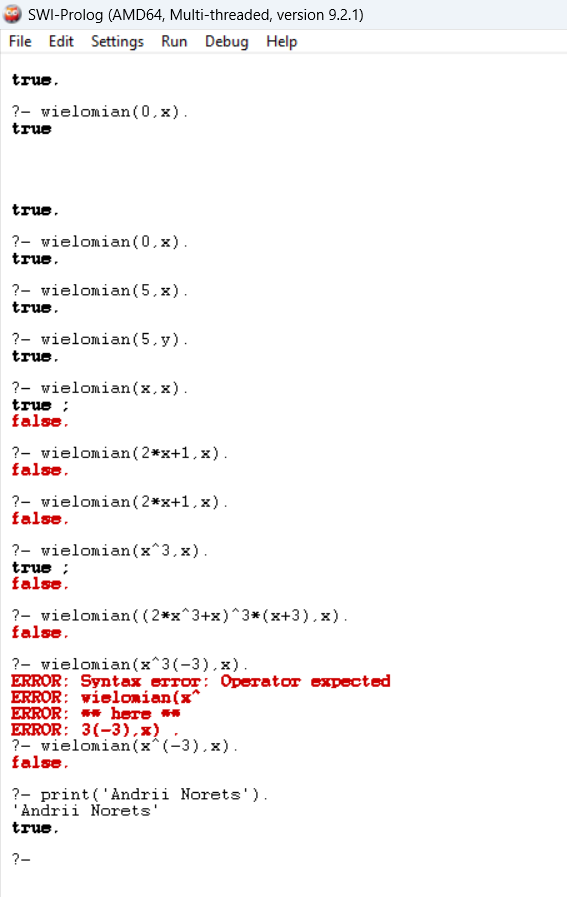 SWI-Prolog (AMD64, Multi-threaded, version 9.2.1)
File Edit Settings Run Debug Help
true.
?- wielomian(0,x).
true
true.
?- wielomian(0,x).
true.
?- wielomian(5,x).
true.
?- wielomian(5,y).
true.
?- wielomian(x,x).
true ;
false.
?- wielomian(2*x+1,x).
false.
?- wielomian(2*x+1,x).
false.
?- wielomian(x^3,x).
true ;
false.
?- wielomian((2*x^3+x)^3*(x+3),x).
false.
?- wielomian(x^3(-3),x).
ERROR: Syntax error: Operator expected
ERROR: wielomian(x^
ERROR: ** here **
ERROR: 3(-3),x) .
?- wielomian(x^(-3),x).
false.
?- print('Andrii Norets').
'Andrii Norets'
true.
?-